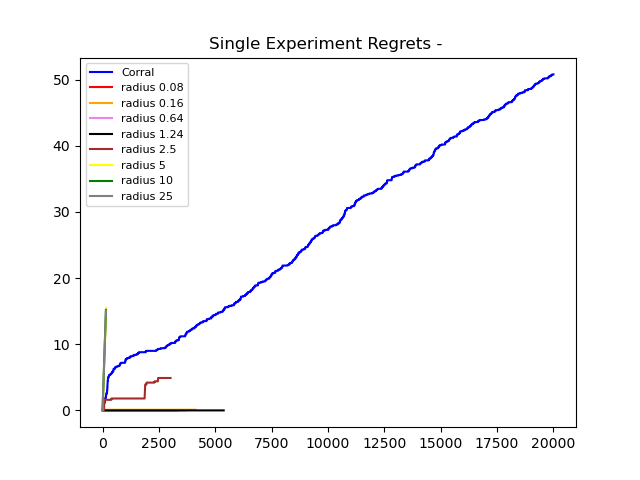 Single Experiment Regrets -
Corral
radius 0.08
radius 0.16
radius 0.64
radius 1.24
radius 2.5
radius 5
radius 10
radius 25
50
40
30
20
10
0
0 2500 5000 7500 10000 12500 15000 17500 20000